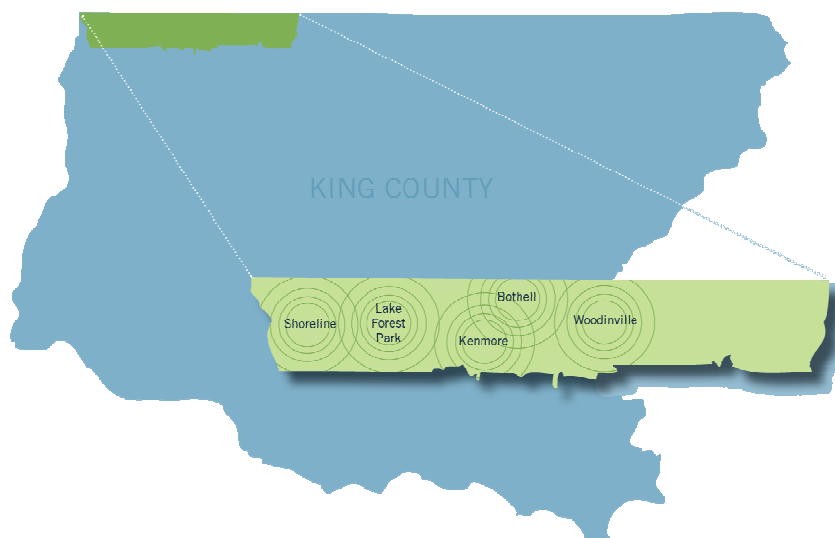 KING COUNTY
Bothell
Lake
Forest
Park
Shoreline
Woodinville
Kenmore